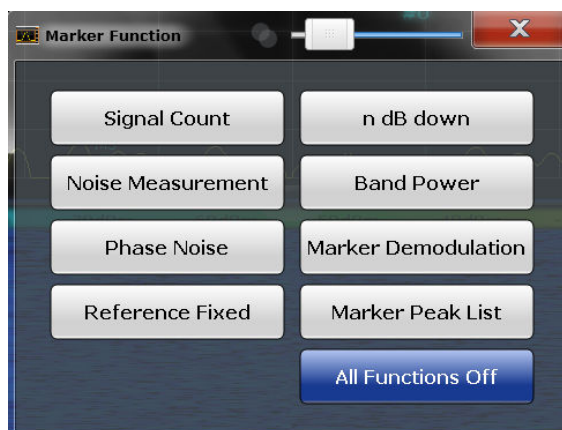 Marker Function
Signal Count
n dB down
Noise Measurement
Band Power
Phase Noise
Marker Demodulation
Reference Fixed
Marker Peak List
All Functions Off